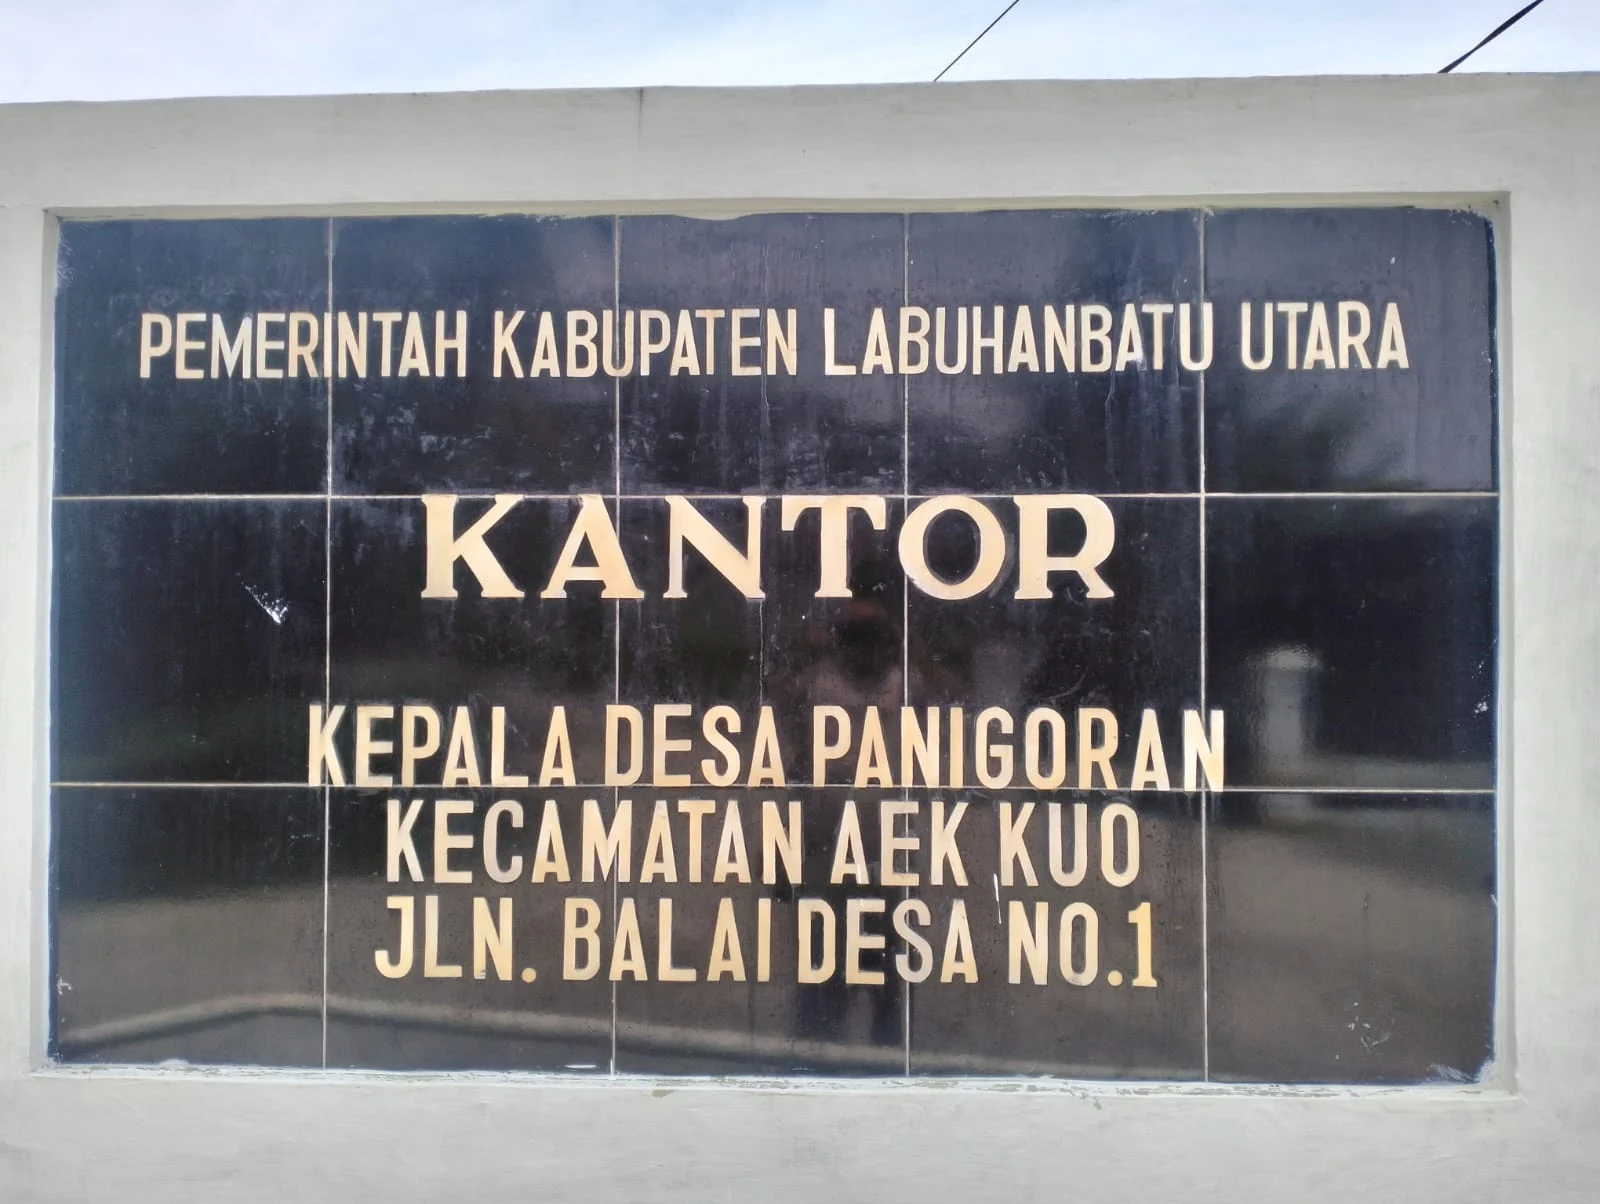 PEMERINTAH KABUPATEN LABUHANBATU UTARA
KANTOR
KEPALA DESA PANIGORAN
KECAMATAN AEK KUO
JLN. BALAI DESA NO.1